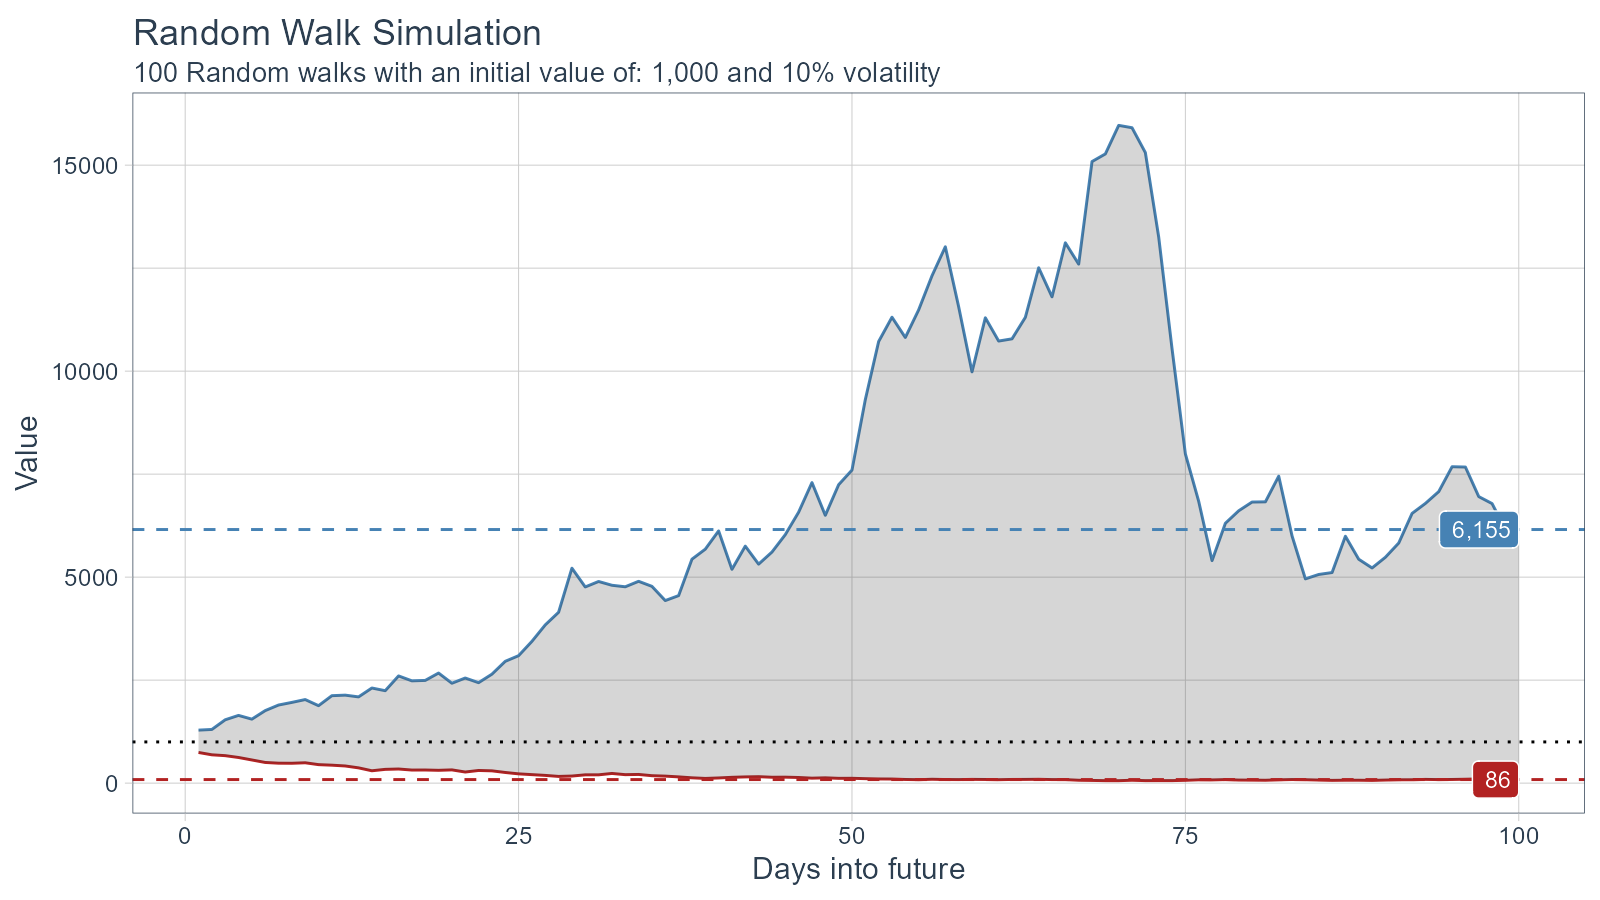 Random Walk Simulation
100 Random walks with an initial value of: 1,000 and 10% volatility
15000
10000
5000
0
Value
6,155
86
0
25
50
75
100
Days into future